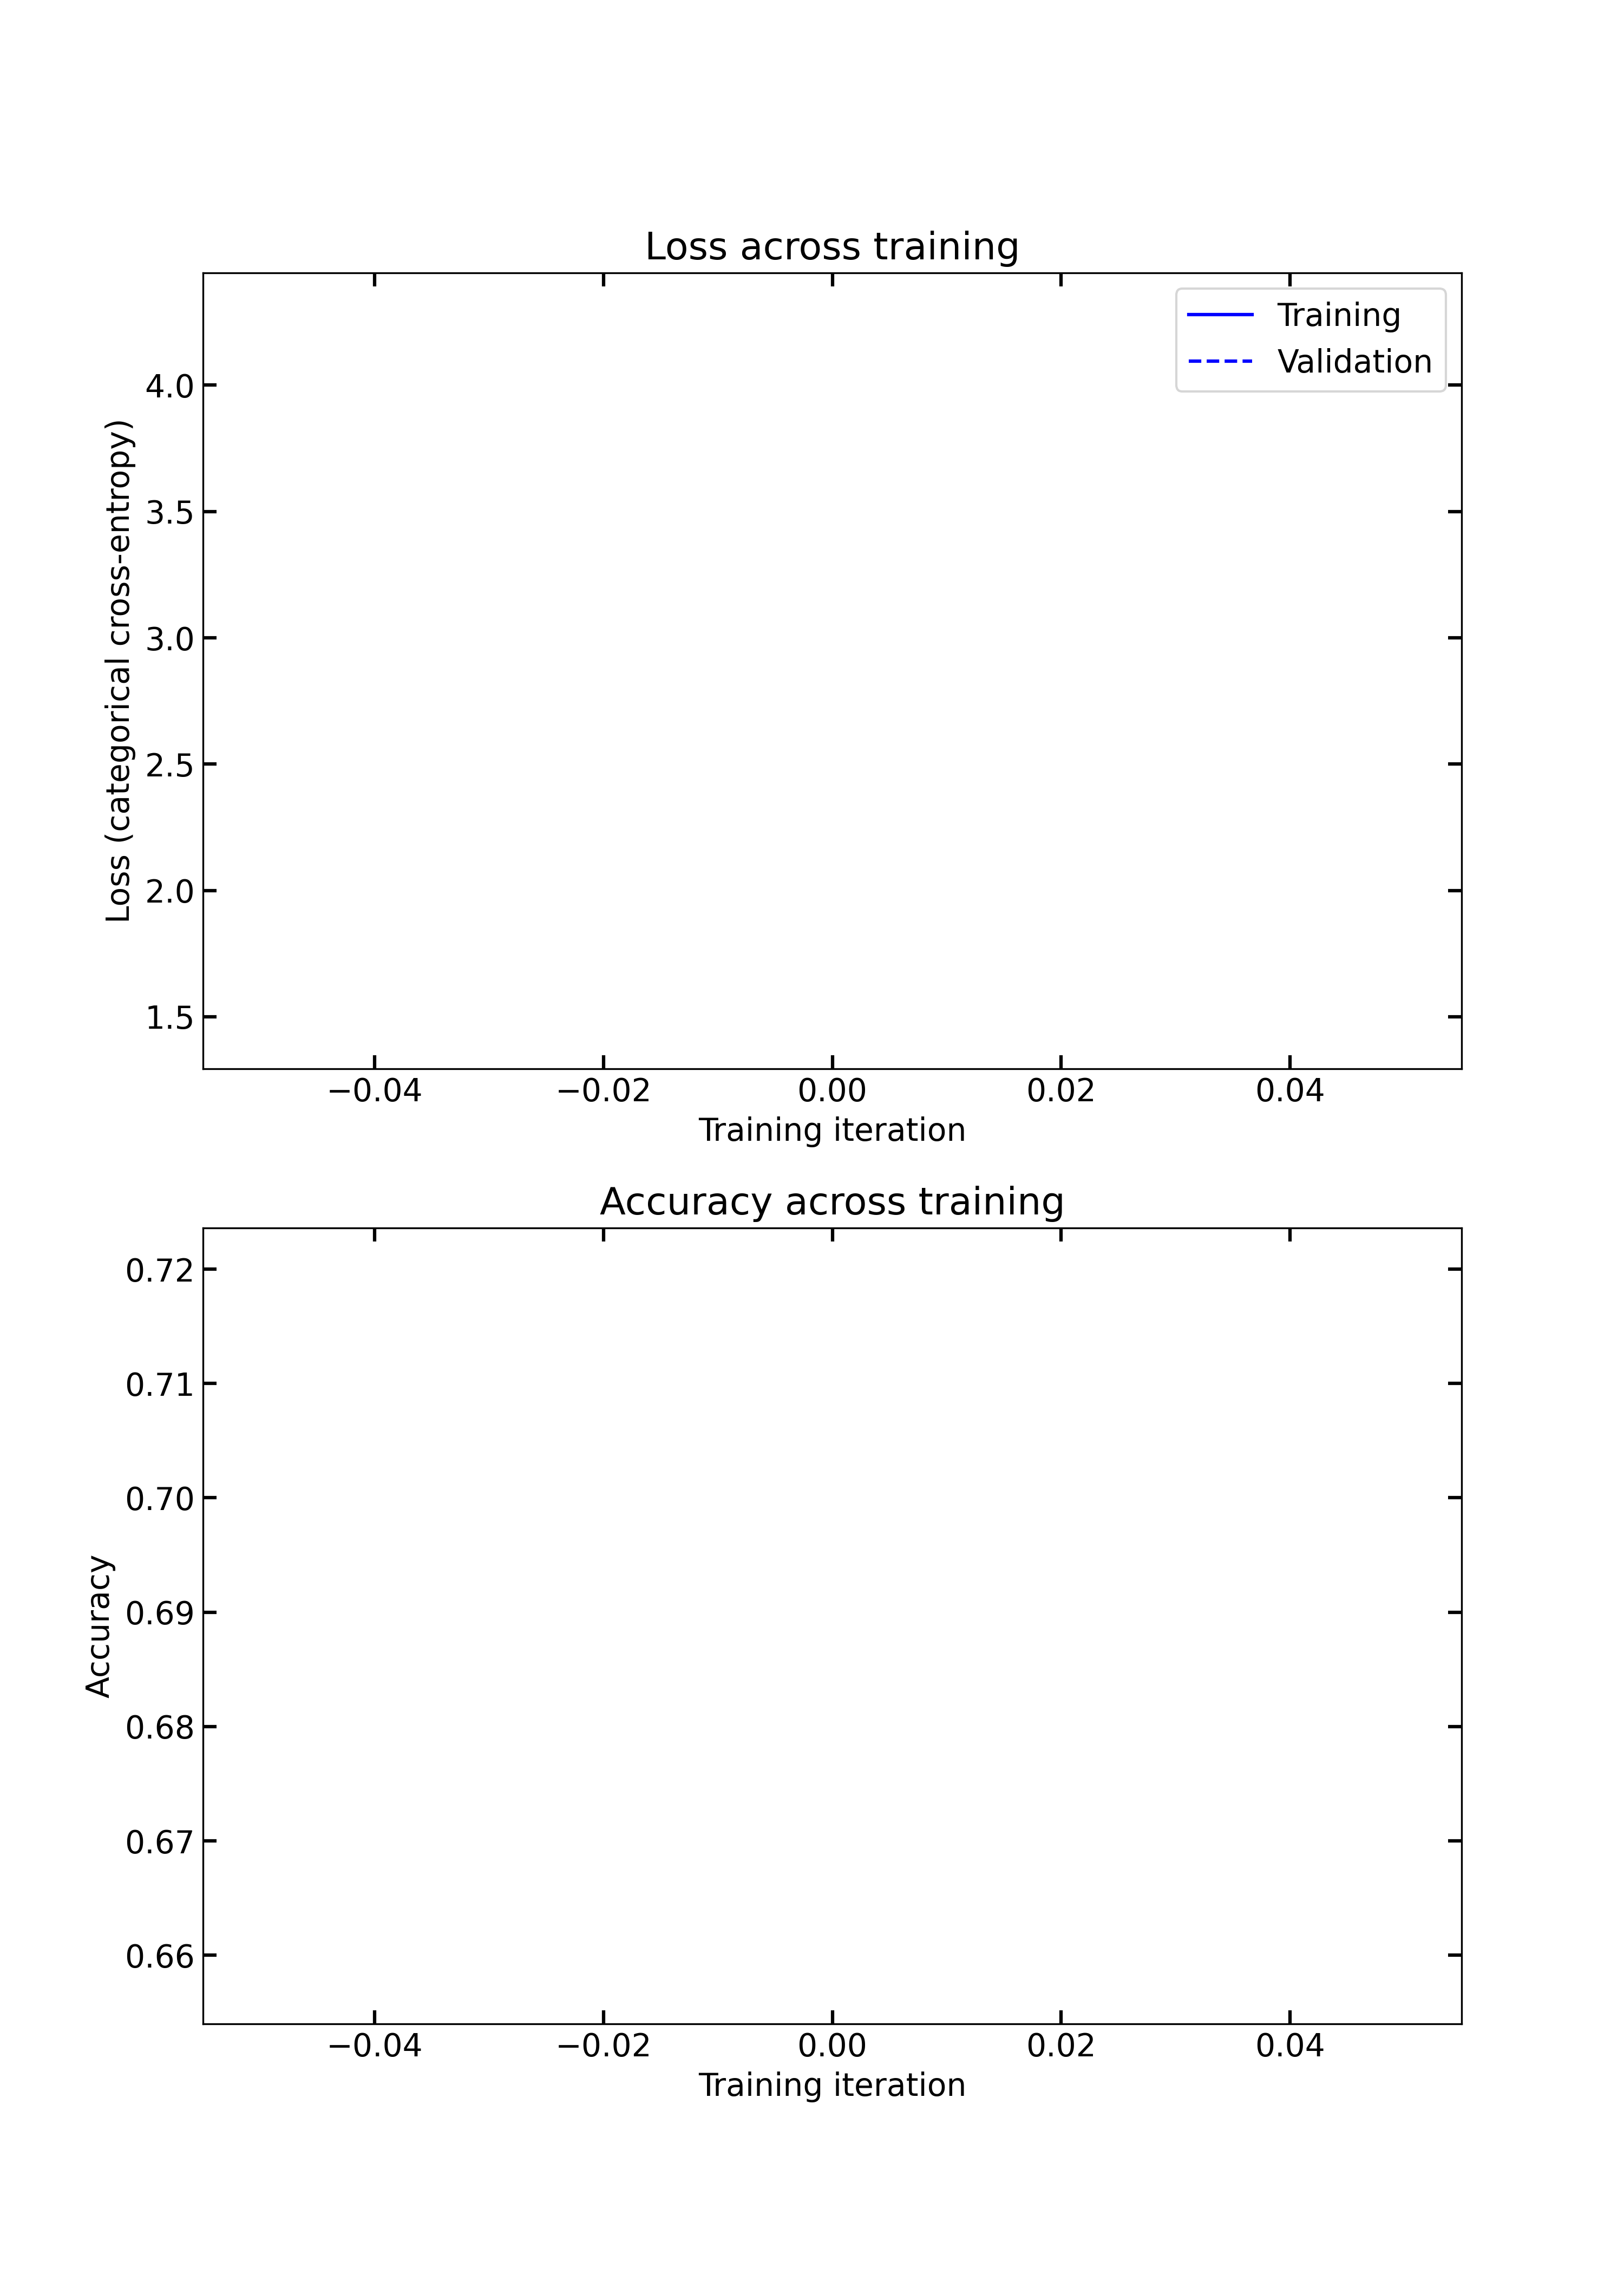 Loss across training
Training
Validation
4.0
3.5
3.0
2.5
2.0
1.5
Loss (categorical cross-entropy)
−0.04 −0.02 0.00 0.02 0.04
Training iteration
Accuracy across training
0.72
0.71
0.70
0.69
0.68
0.67
0.66
Accuracy
−0.04 −0.02 0.00 0.02 0.04
Training iteration